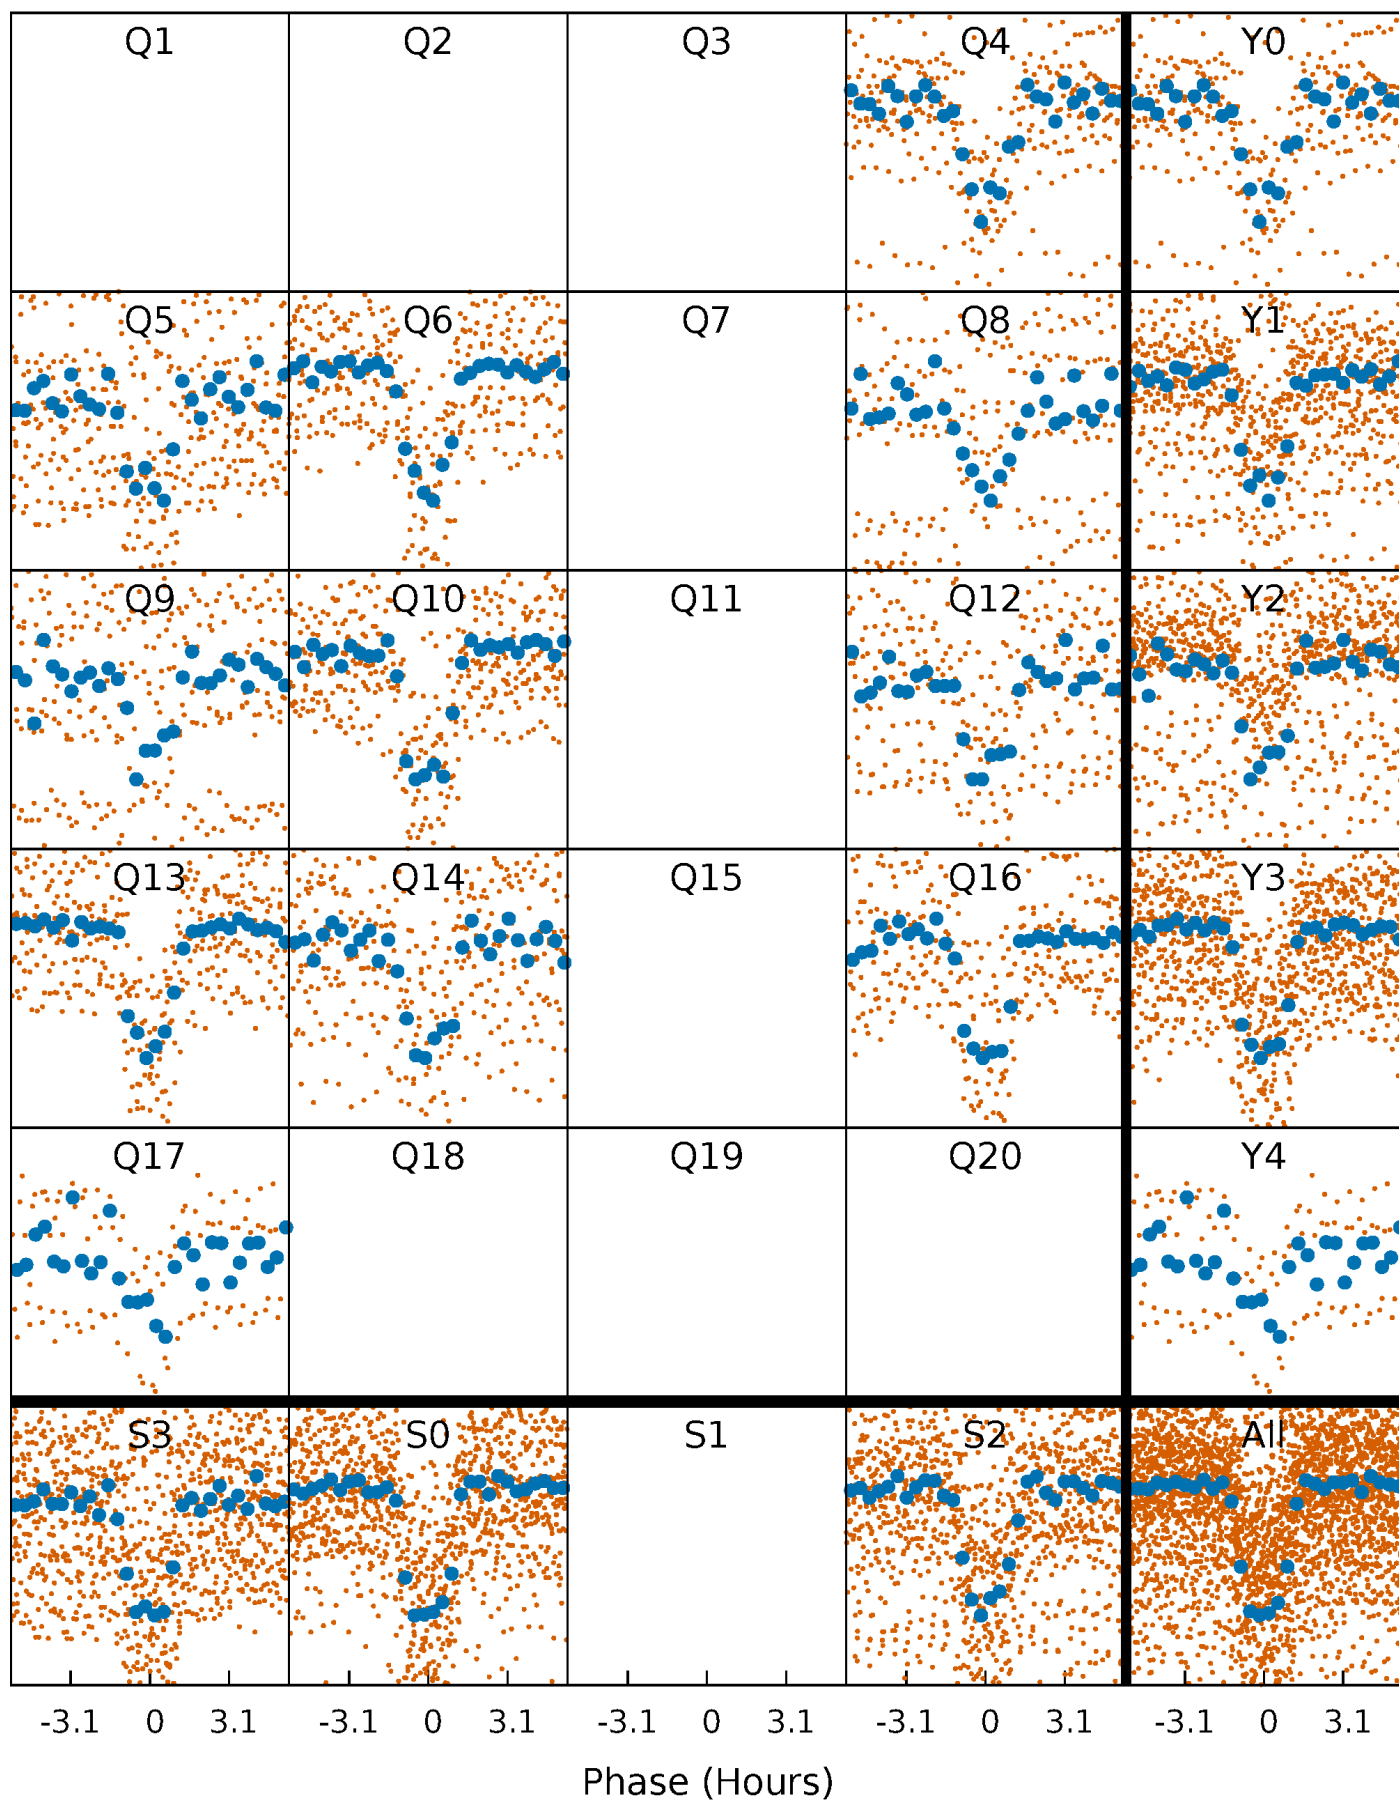 Q1 Q2 Q3 Q4 Y0
Q5 Q6 Q7 Q8 Y1
Q9 Q10 Q11 Q12 Y2
Q13 Q14 Q15 Q16 Y3
Q17 Q18 Q19 Q20 Y4
S3 S0 S1 S2 All
-3.1 0 3.1 -3.1 0 3.1 -3.1 0 3.1 -3.1 0 3.1 -3.1 0 3.1
Phase (Hours)